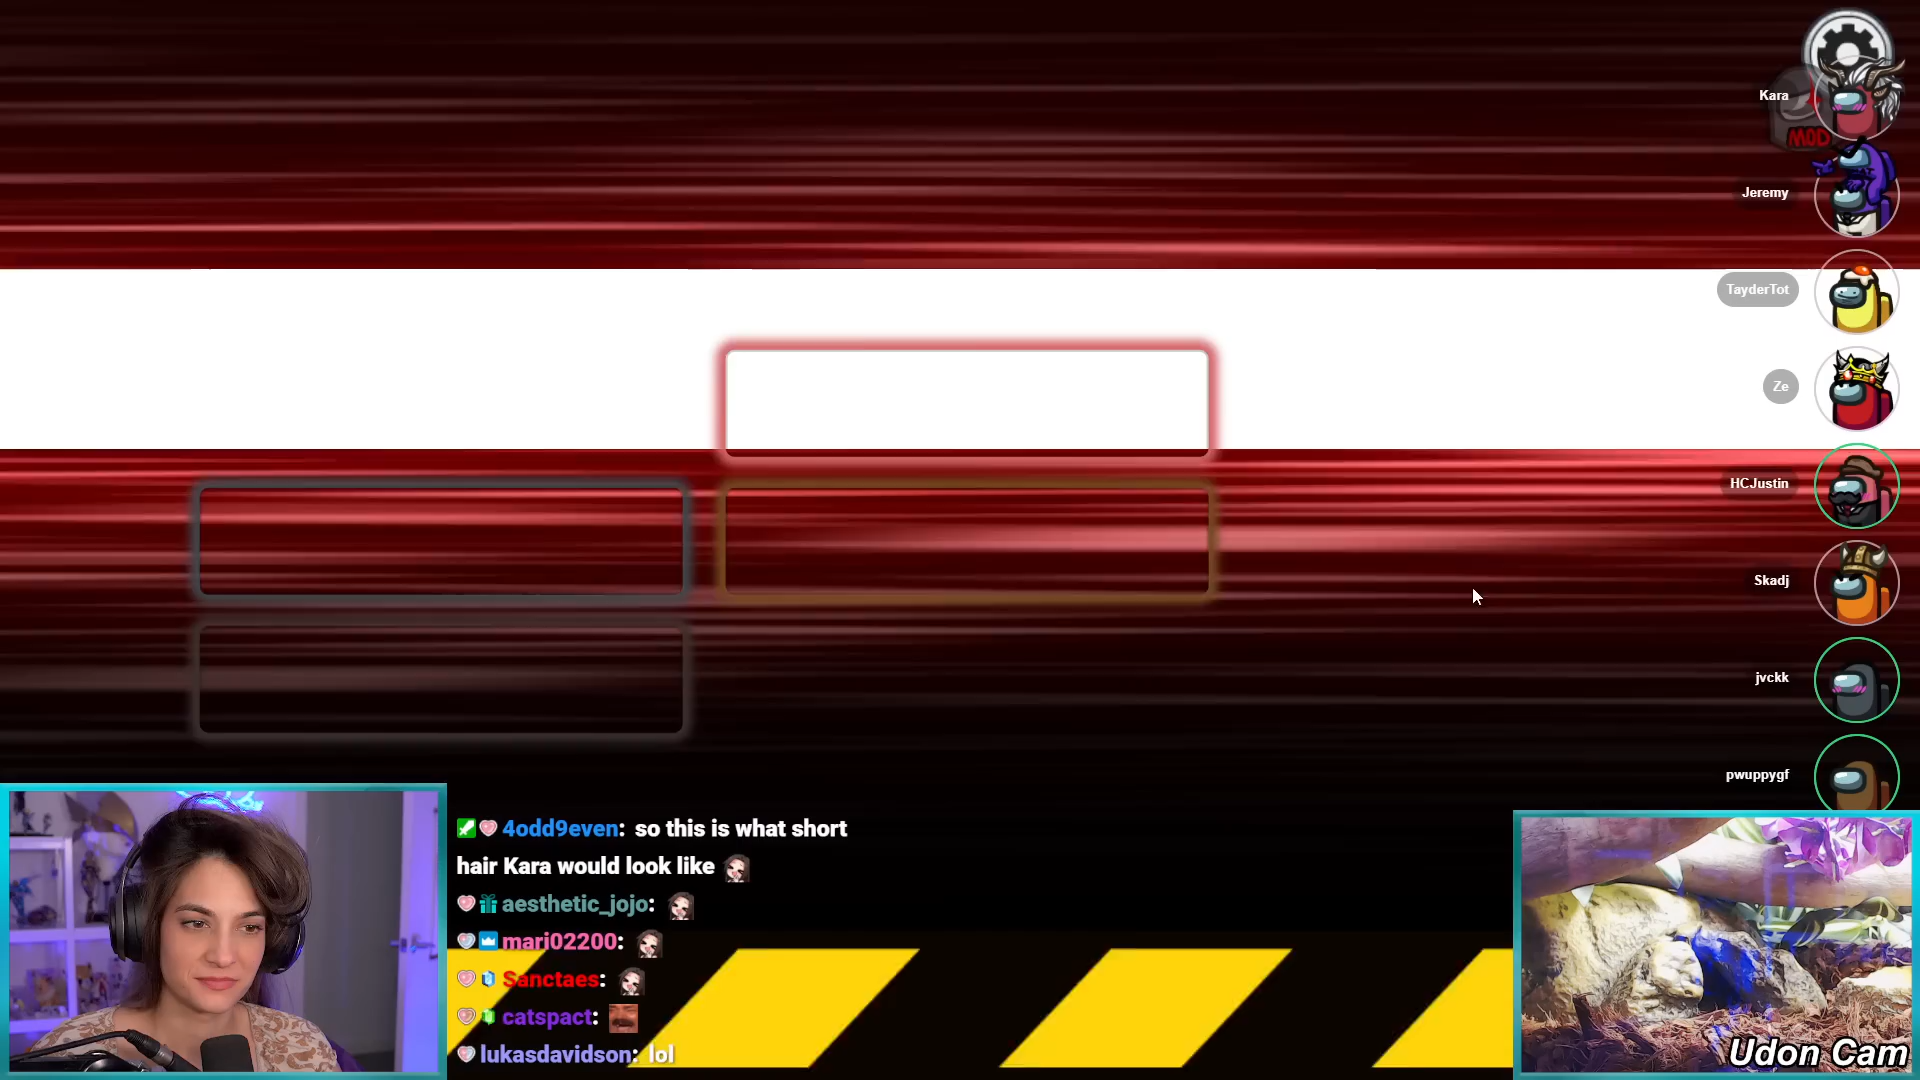 Kara
MOD
Jeremy
TayderTot
Ze
HCJustin
Skadj
jvckk
pwuppygf
4odd9even: so this is what short
hair Kara would look like
aesthetic_jojo:
mari02200:
Sanctaes:
catspact:
lukasdavidson: lol
Udon Cam